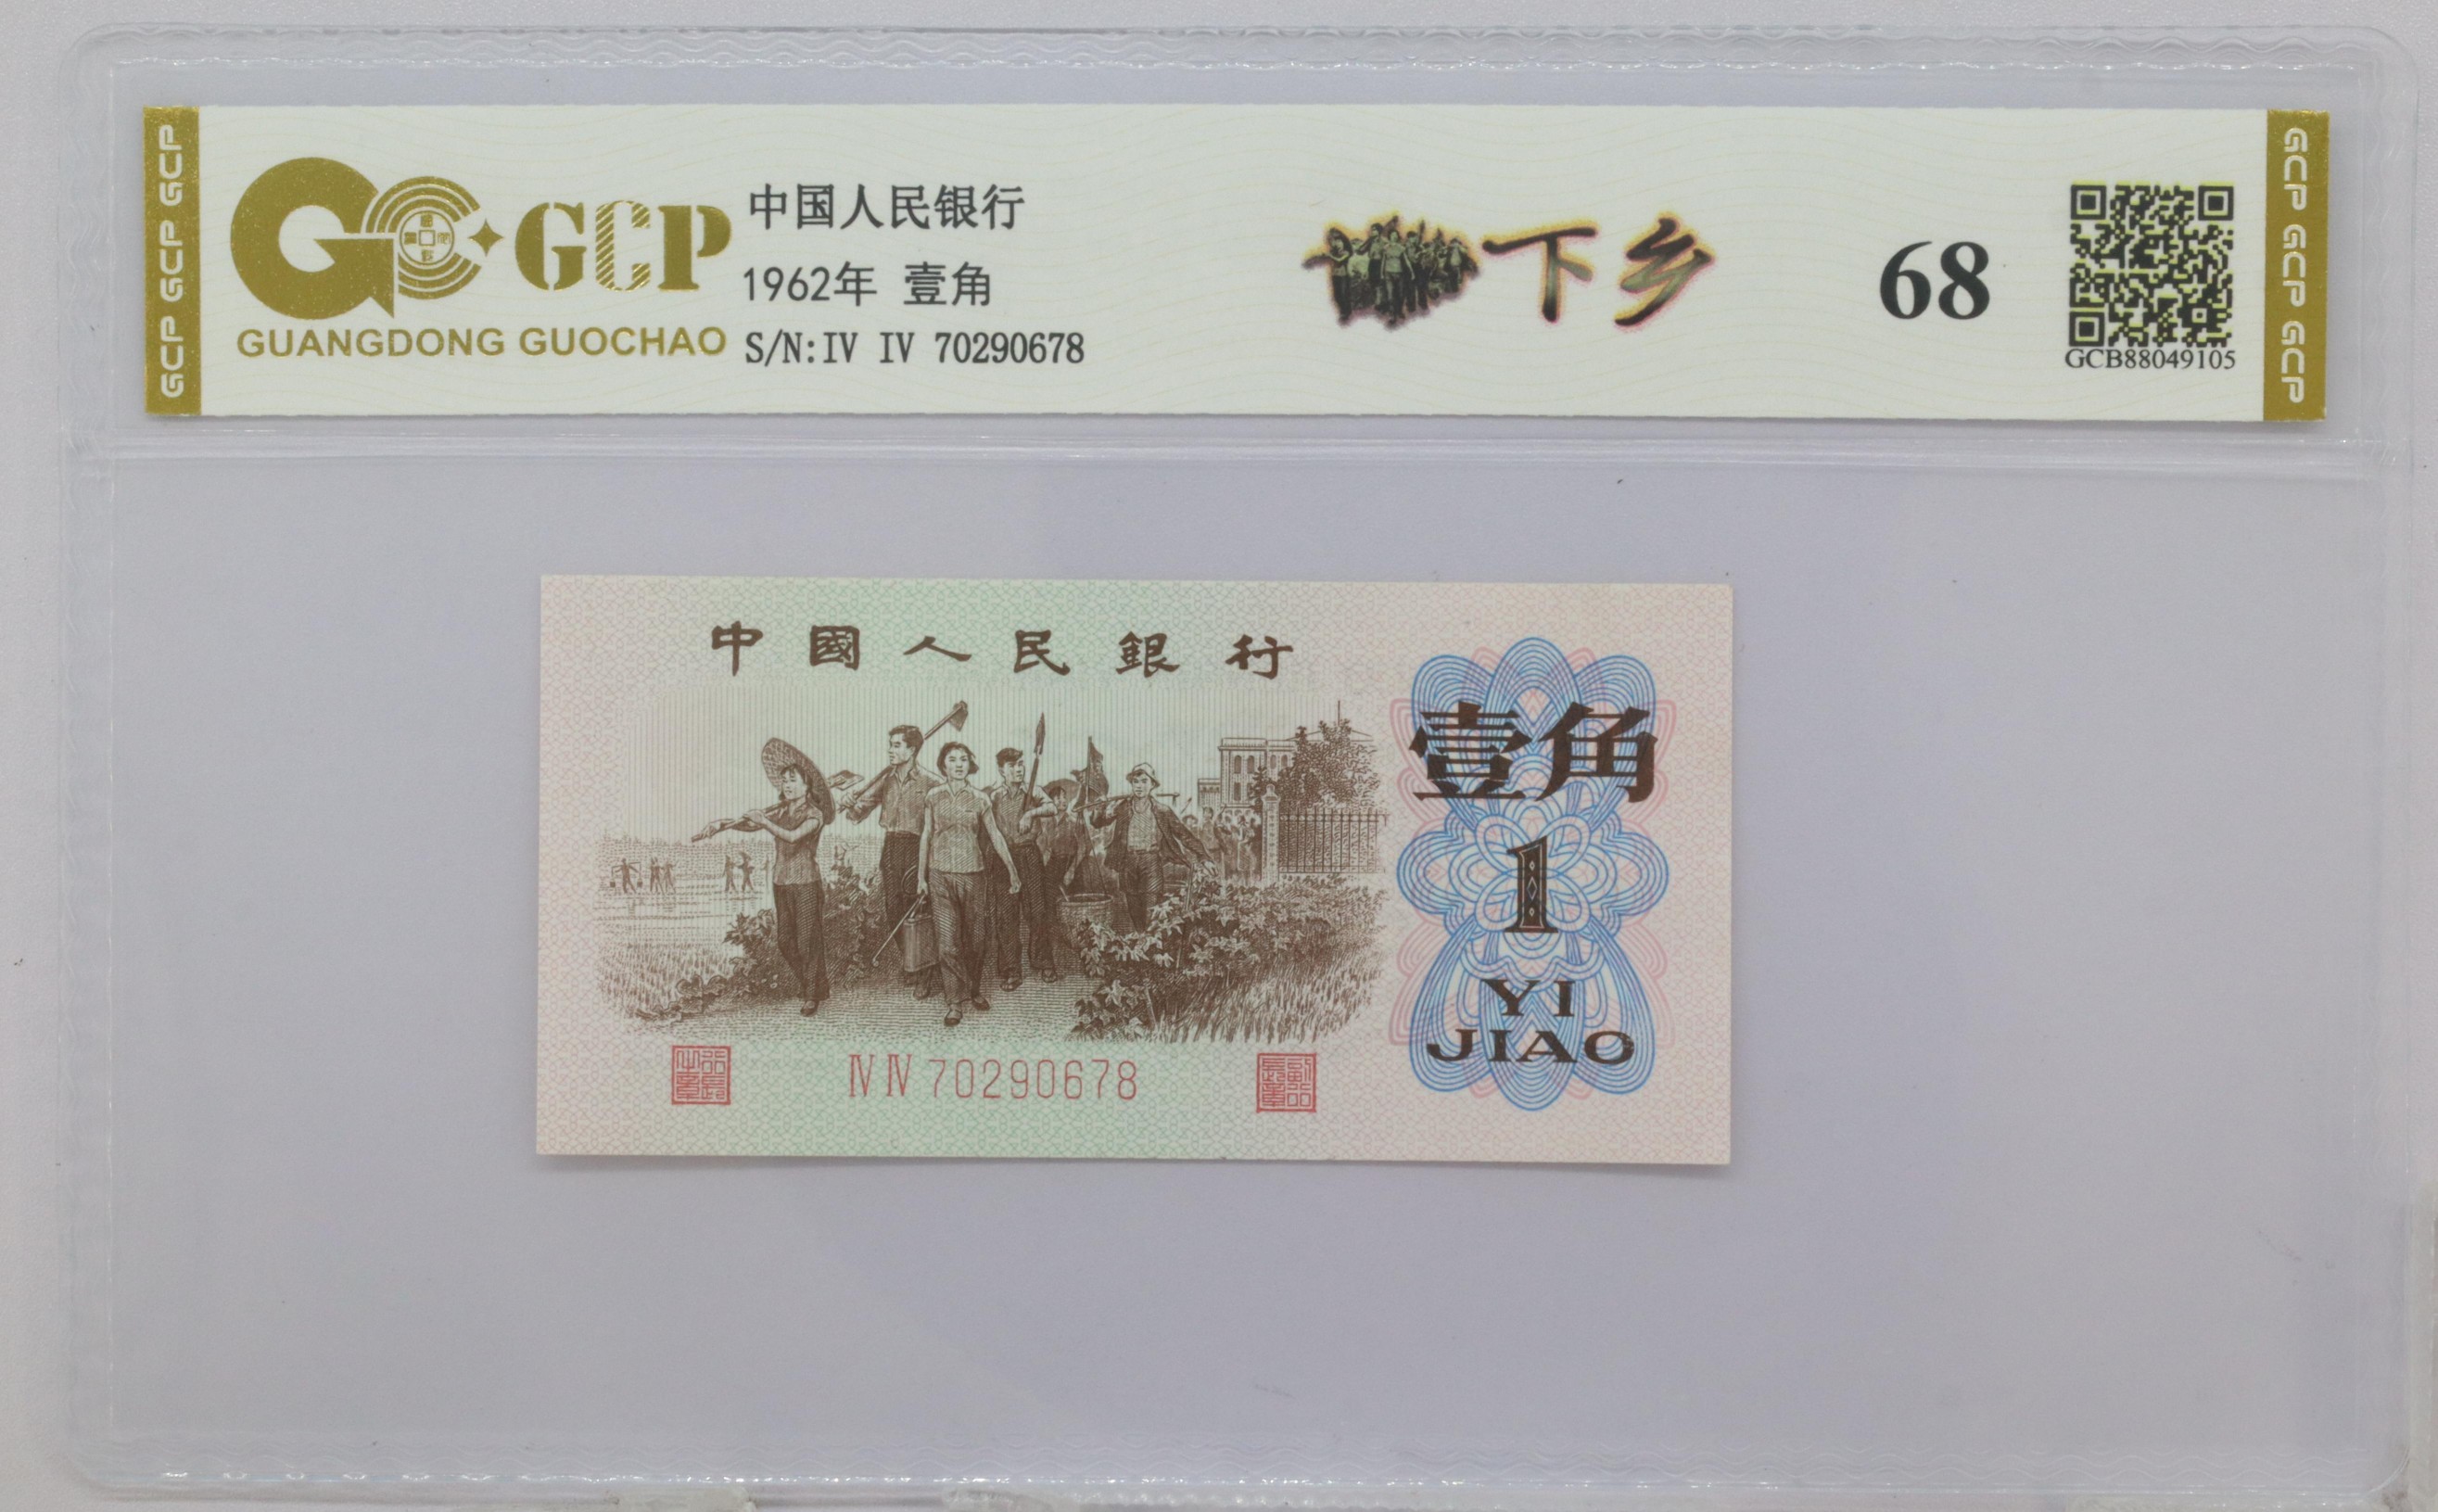 GCP GCP GCP
GCP
GUANGDONG GUOCHAO
中国人民银行
1962年 壹角
S/N:IV IV 70290678
下乡
68
GCB88049105
GCP GCP GCP
中國人民銀行
壹角
1
YI
JIAO
IV IV 70290678